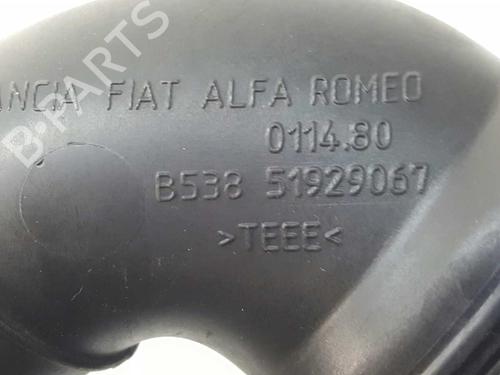 ANCIA FIAT ALFA ROMEO
0114.80
B538 51929067
>TEEE<
B-PARTS